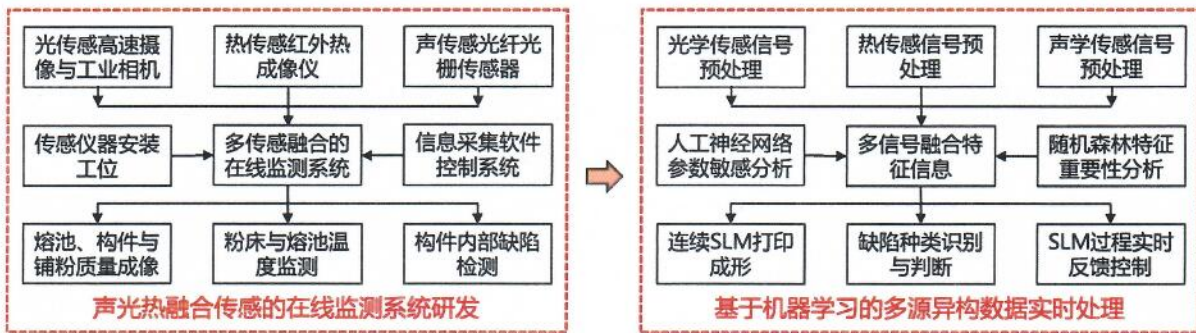 光传感高速摄
像与工业相机
热传感红外热
成像仪
声传感光纤光
栅传感器
传感仪器安装
工位
多传感融合的
在线监测系统
信息采集软件
控制系统
熔池、构件与
铺粉质量成像
粉床与熔池温
度监测
构件内部缺陷
检测
声光热融合传感的在线监测系统研发
光学传感信号
预处理
热传感信号预
处理
声学传感信号
预处理
人工神经网络
参数敏感分析
多信号融合特
征信息
随机森林特征
重要性分析
连续SLM打印
成形
缺陷种类识别
与判断
SLM过程实时
反馈控制
基于机器学习的多源异构数据实时处理